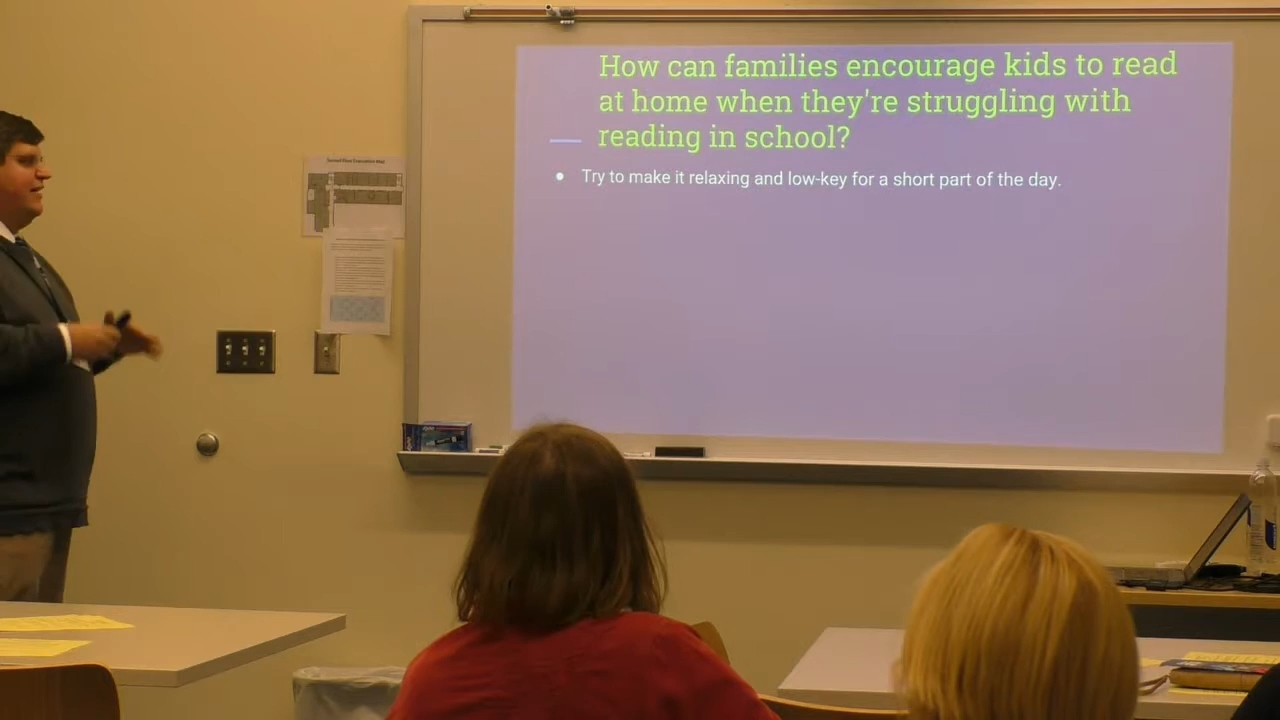 How can families encourage kids to read
at home when they're struggling with
reading in school?
• Try to make it relaxing and low-key for a short part of the day.